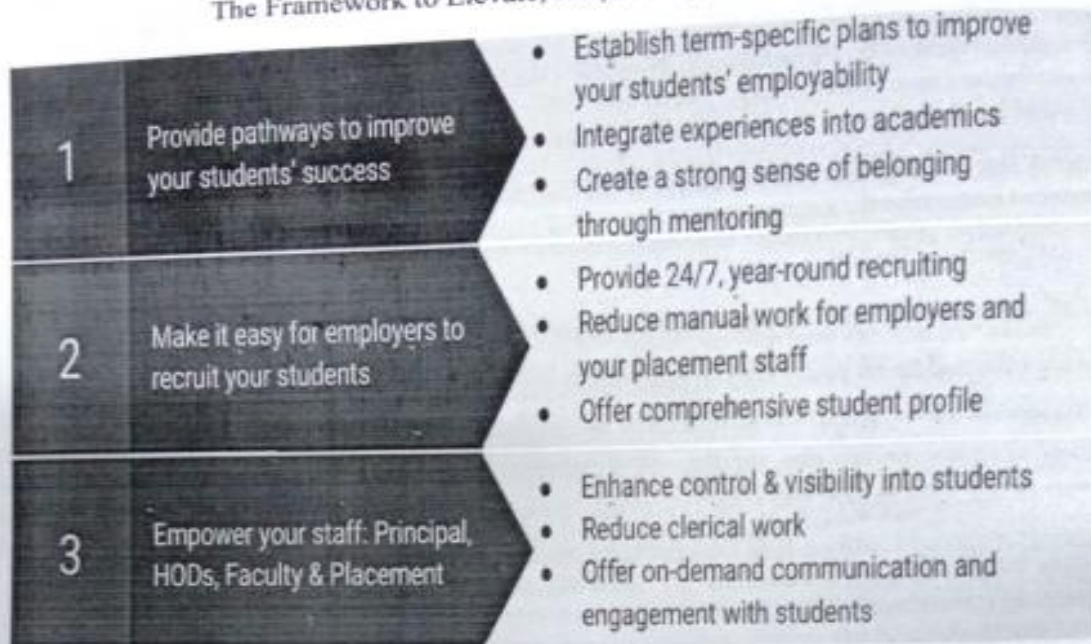 The Framework to Elevate,
1
Provide pathways to improve
your students' success
• Establish term-specific plans to improve
your students' employability
• Integrate experiences into academics
• Create a strong sense of belonging
through mentoring
2
Make it easy for employers to
recruit your students
• Provide 24/7, year-round recruiting
• Reduce manual work for employers and
your placement staff
• Offer comprehensive student profile
3
Empower your staff: Principal,
HODs, Faculty & Placement
• Enhance control & visibility into students
• Reduce clerical work
• Offer on-demand communication and
engagement with students